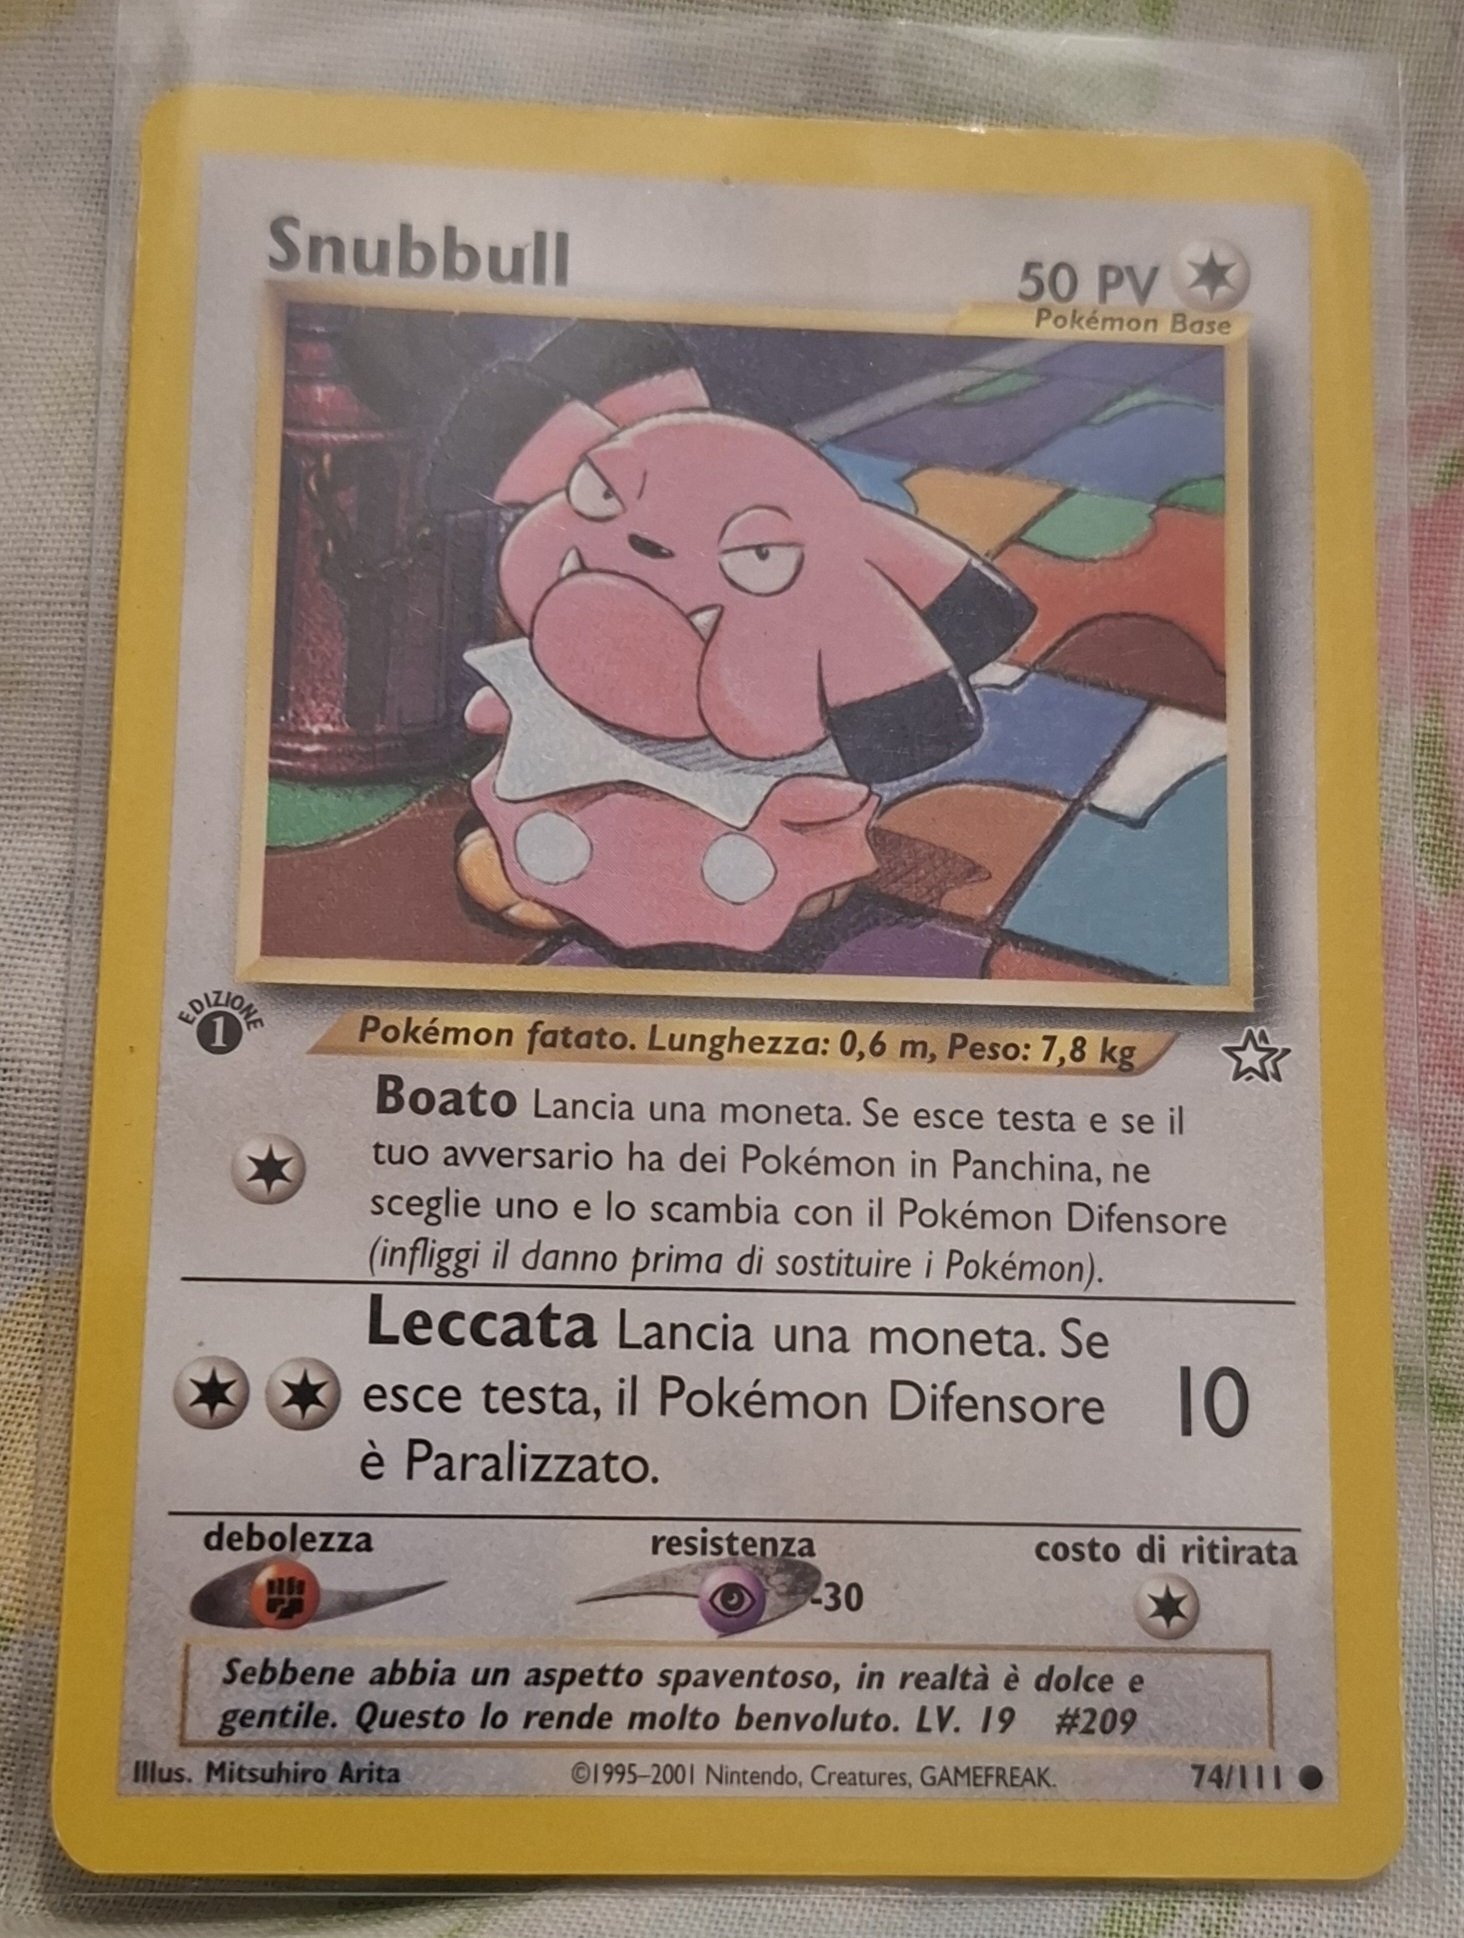 Snubbull
50 PV
Pokémon Base
EDIZIONE
1
Pokémon fatato. Lunghezza: 0,6 m, Peso: 7,8 kg
Boato Lancia una moneta. Se esce testa e se il
tuo avversario ha dei Pokémon in Panchina, ne
sceglie uno e lo scambia con il Pokémon Difensore
(infliggi il danno prima di sostituire i Pokémon).
Leccata Lancia una moneta. Se
esce testa, il Pokémon Difensore 10
è Paralizzato.
debolezza resistenza costo di ritirata
-30
Sebbene abbia un aspetto spaventoso, in realtà è dolce e
gentile. Questo lo rende molto benvoluto. LV. 19 #209
Illus. Mitsuhiro Arita ©1995–2001 Nintendo, Creatures, GAMEFREAK. 74/111